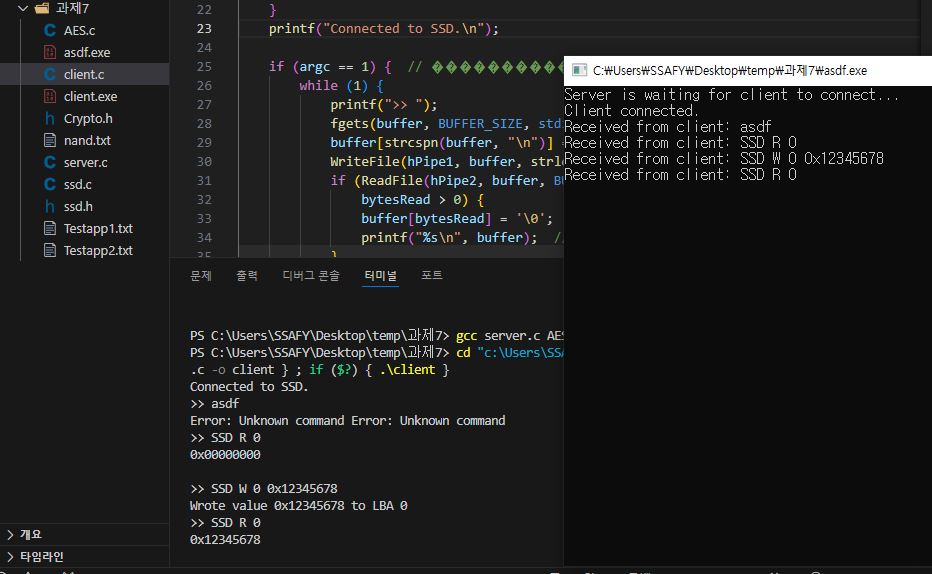 과제7
AES.c
asdf.exe
client.c
client.exe
Crypto.h
nand.txt
server.c
ssd.c
ssd.h
Testapp1.txt
Testapp2.txt
개요
타임라인
22 }
23 printf("Connected to SSD.\n");
24
25 if (argc == 1) { // ����������
26 while (1) {
27 printf(">> ");
28 fgets(buffer, BUFFER_SIZE, std
29 buffer[strcspn(buffer, "\n")]
30 WriteFile(hPipe1, buffer, strl
31 if (ReadFile(hPipe2, buffer, BU
32 bytesRead > 0) {
33 buffer[bytesRead] = '\0';
34 printf("%s\n", buffer); //
35 }
문제 출력 디버그 콘솔 터미널 포트
PS C:\Users\SSAFY\Desktop\temp\과제7> gcc server.c AES
PS C:\Users\SSAFY\Desktop\temp\과제7> cd "c:\Users\SSA
.c -o client } ; if ($?) { .\client }
Connected to SSD.
>> asdf
Error: Unknown command Error: Unknown command
>> SSD R 0
0x00000000
>> SSD W 0 0x12345678
Wrote value 0x12345678 to LBA 0
>> SSD R 0
0x12345678
C:₩Users₩SSAFY₩Desktop₩temp₩과제7₩asdf.exe
Server is waiting for client to connect...
Client connected.
Received from client: asdf
Received from client: SSD R 0
Received from client: SSD W 0 0x12345678
Received from client: SSD R 0